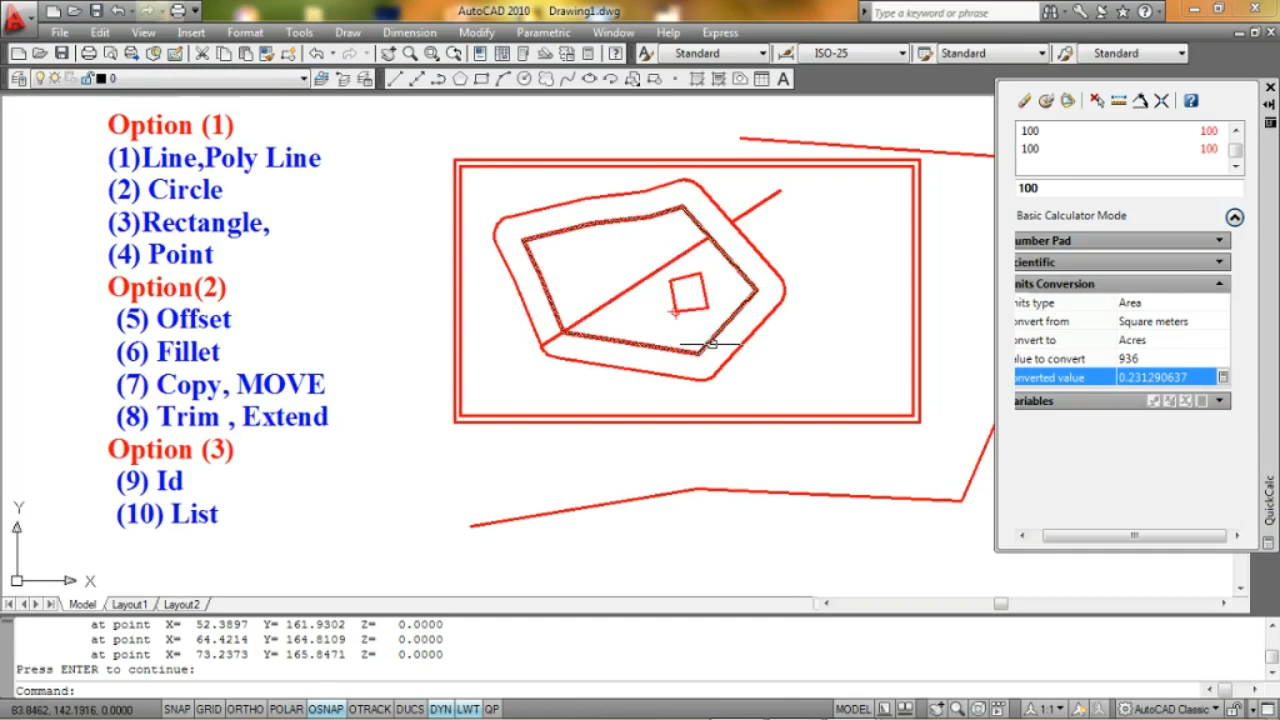 AutoCAD 2010 Drawing1.dwg
Type a keyword or phrase
File Edit View Insert Format Tools Draw Dimension Modify Parametric Window Help Express
Standard ISO-25 Standard Standard
0
Option (1)
(1)Line,Poly Line
(2) Circle
(3)Rectangle,
(4) Point
Option(2)
(5) Offset
(6) Fillet
(7) Copy, MOVE
(8) Trim , Extend
Option (3)
(9) Id
(10) List
100 100
100 100
100
Basic Calculator Mode
umber Pad
cientific
nits Conversion
nits type Area
onvert from Square meters
onvert to Acres
alue to convert 936
onverted value 0.231290637
ariables
QuickCalc
Y
X
Model Layout1 Layout2
at point X= 52.3897 Y= 161.9302 Z= 0.0000
at point X= 64.4214 Y= 164.8109 Z= 0.0000
at point X= 73.2373 Y= 165.8471 Z= 0.0000
Press ENTER to continue:
Command:
83.8462, 142.1916, 0.0000 SNAP GRID ORTHO POLAR OSNAP OTRACK DUCS DYN LWT QP MODEL 1:1 AutoCAD Classic